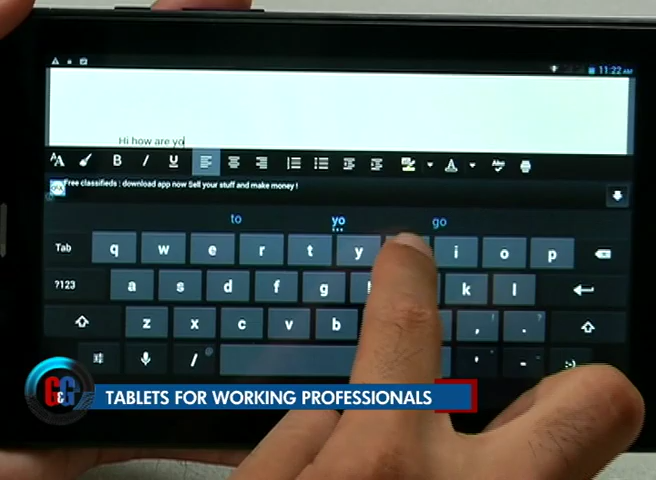 11:22 AM
Hi how are yo
B I U
Free classifieds : download app now Sell your stuff and make money !
to yo go
Tab q w e r t y i o p
?123 a s d f g k l
z x c v b , . ?
/ ' - :-)
G&G
TABLETS FOR WORKING PROFESSIONALS